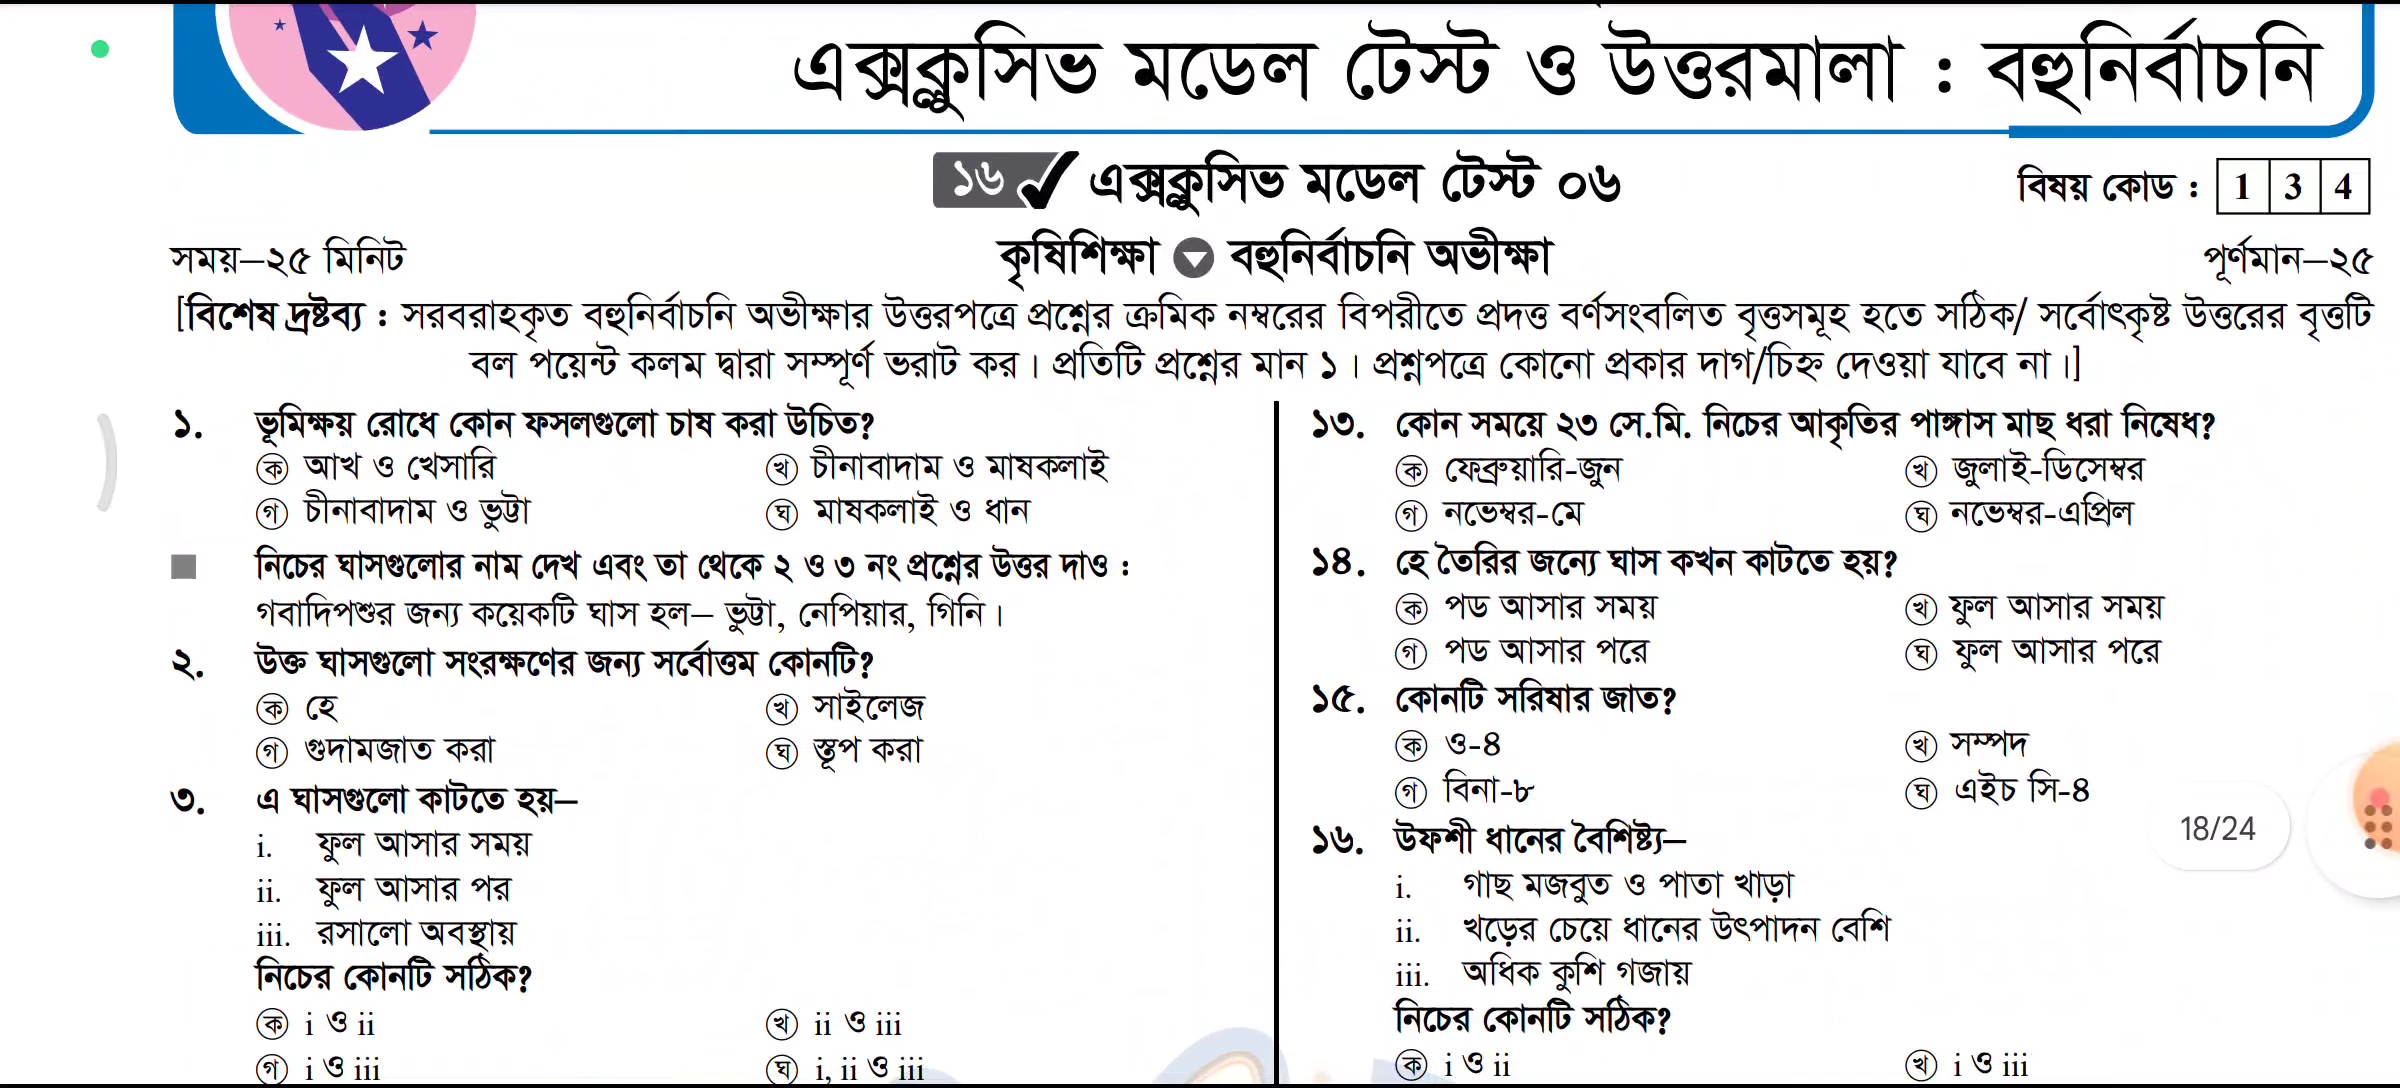 এক্সক্লুসিভ মডেল টেস্ট ও উত্তরমালা : বহুনির্বাচনি
১৬ এক্সক্লুসিভ মডেল টেস্ট ০৬
বিষয় কোড : 1 3 4
সময়–২৫ মিনিট
কৃষিশিক্ষা বহুনির্বাচনি অভীক্ষা
পূর্ণমান–২৫
[বিশেষ দ্রষ্টব্য : সরবরাহকৃত বহুনির্বাচনি অভীক্ষার উত্তরপত্রে প্রশ্নের ক্রমিক নম্বরের বিপরীতে প্রদত্ত বর্ণসংবলিত বৃত্তসমূহ হতে সঠিক/ সর্বোৎকৃষ্ট উত্তরের বৃত্তটি
বল পয়েন্ট কলম দ্বারা সম্পূর্ণ ভরাট কর। প্রতিটি প্রশ্নের মান ১। প্রশ্নপত্রে কোনো প্রকার দাগ/চিহ্ন দেওয়া যাবে না।]
১. ভূমিক্ষয় রোধে কোন ফসলগুলো চাষ করা উচিত?
ক আখ ও খেসারি খ চীনাবাদাম ও মাষকলাই
গ চীনাবাদাম ও ভুট্টা ঘ মাষকলাই ও ধান
নিচের ঘাসগুলোর নাম দেখ এবং তা থেকে ২ ও ৩ নং প্রশ্নের উত্তর দাও :
গবাদিপশুর জন্য কয়েকটি ঘাস হল– ভুট্টা, নেপিয়ার, গিনি।
২. উক্ত ঘাসগুলো সংরক্ষণের জন্য সর্বোত্তম কোনটি?
ক হে খ সাইলেজ
গ গুদামজাত করা ঘ স্তূপ করা
৩. এ ঘাসগুলো কাটতে হয়–
i. ফুল আসার সময়
ii. ফুল আসার পর
iii. রসালো অবস্থায়
নিচের কোনটি সঠিক?
ক i ও ii খ ii ও iii
গ i ও iii ঘ i, ii ও iii
১৩. কোন সময়ে ২৩ সে.মি. নিচের আকৃতির পাঙ্গাস মাছ ধরা নিষেধ?
ক ফেব্রুয়ারি-জুন খ জুলাই-ডিসেম্বর
গ নভেম্বর-মে ঘ নভেম্বর-এপ্রিল
১৪. হে তৈরির জন্যে ঘাস কখন কাটতে হয়?
ক পড আসার সময় খ ফুল আসার সময়
গ পড আসার পরে ঘ ফুল আসার পরে
১৫. কোনটি সরিষার জাত?
ক ও-৪ খ সম্পদ
গ বিনা-৮ ঘ এইচ সি-৪
১৬. উফশী ধানের বৈশিষ্ট্য–
i. গাছ মজবুত ও পাতা খাড়া
ii. খড়ের চেয়ে ধানের উৎপাদন বেশি
iii. অধিক কুশি গজায়
নিচের কোনটি সঠিক?
ক i ও ii খ i ও iii
18/24